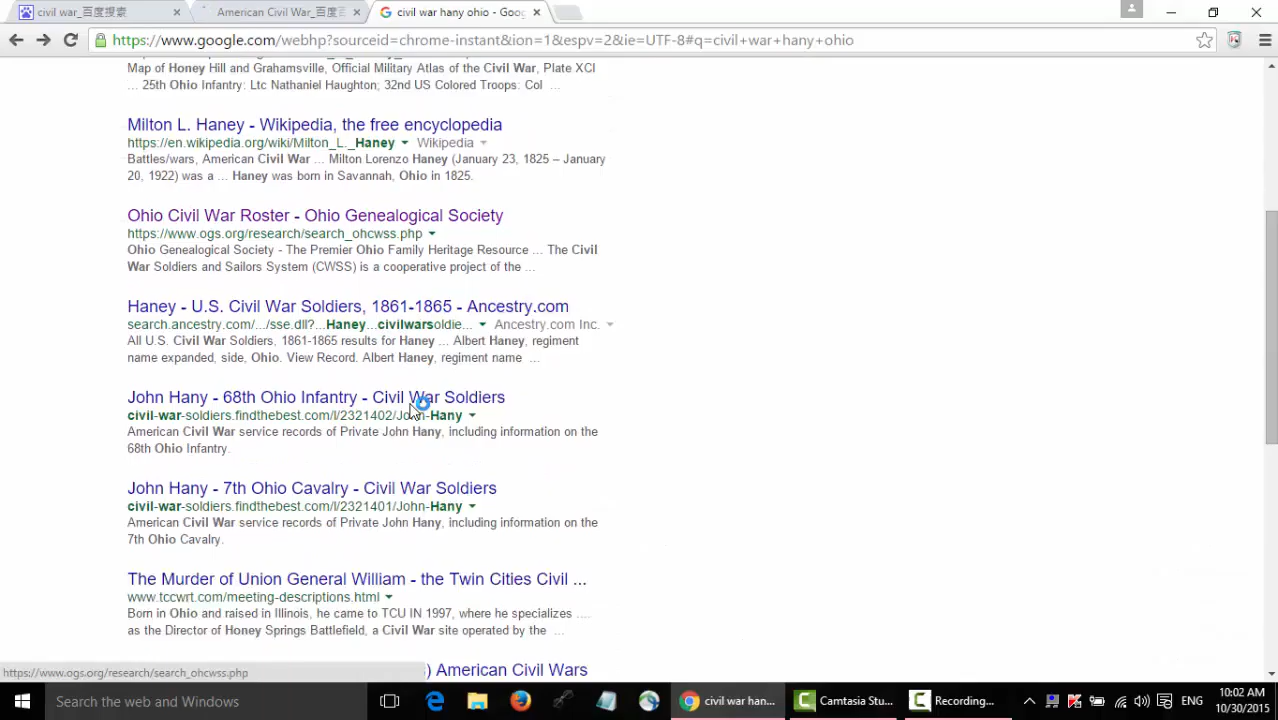 civil war_百度搜索
American Civil War_百度百
civil war hany ohio - Goog
https://www.google.com/webhp?sourceid=chrome-instant&ion=1&espv=2&ie=UTF-8#q=civil+war+hany+ohio
Map of Honey Hill and Grahamsville, Official Military Atlas of the Civil War, Plate XCI
... 25th Ohio Infantry: Ltc Nathaniel Haughton; 32nd US Colored Troops: Col ...
Milton L. Haney - Wikipedia, the free encyclopedia
https://en.wikipedia.org/wiki/Milton_L._Haney Wikipedia
Battles/wars, American Civil War ... Milton Lorenzo Haney (January 23, 1825 – January
20, 1922) was a ... Haney was born in Savannah, Ohio in 1825.
Ohio Civil War Roster - Ohio Genealogical Society
https://www.ogs.org/research/search_ohcwss.php
Ohio Genealogical Society - The Premier Ohio Family Heritage Resource ... The Civil
War Soldiers and Sailors System (CWSS) is a cooperative project of the ...
Haney - U.S. Civil War Soldiers, 1861-1865 - Ancestry.com
search.ancestry.com/.../sse.dll?...Haney...civilwarsoldie... Ancestry.com Inc.
All U.S. Civil War Soldiers, 1861-1865 results for Haney ... Albert Haney, regiment
name expanded, side, Ohio. View Record. Albert Haney, regiment name ...
John Hany - 68th Ohio Infantry - Civil War Soldiers
civil-war-soldiers.findthebest.com/l/2321402/John-Hany
American Civil War service records of Private John Hany, including information on the
68th Ohio Infantry.
John Hany - 7th Ohio Cavalry - Civil War Soldiers
civil-war-soldiers.findthebest.com/l/2321401/John-Hany
American Civil War service records of Private John Hany, including information on the
7th Ohio Cavalry.
The Murder of Union General William - the Twin Cities Civil ...
www.tccwrt.com/meeting-descriptions.html
Born in Ohio and raised in Illinois, he came to TCU IN 1997, where he specializes ....
as the Director of Honey Springs Battlefield, a Civil War site operated by the ...
) American Civil Wars
https://www.ogs.org/research/search_ohcwss.php
Search the web and Windows
civil war han...
Camtasia Stu...
Recording...
ENG
10:02 AM
10/30/2015